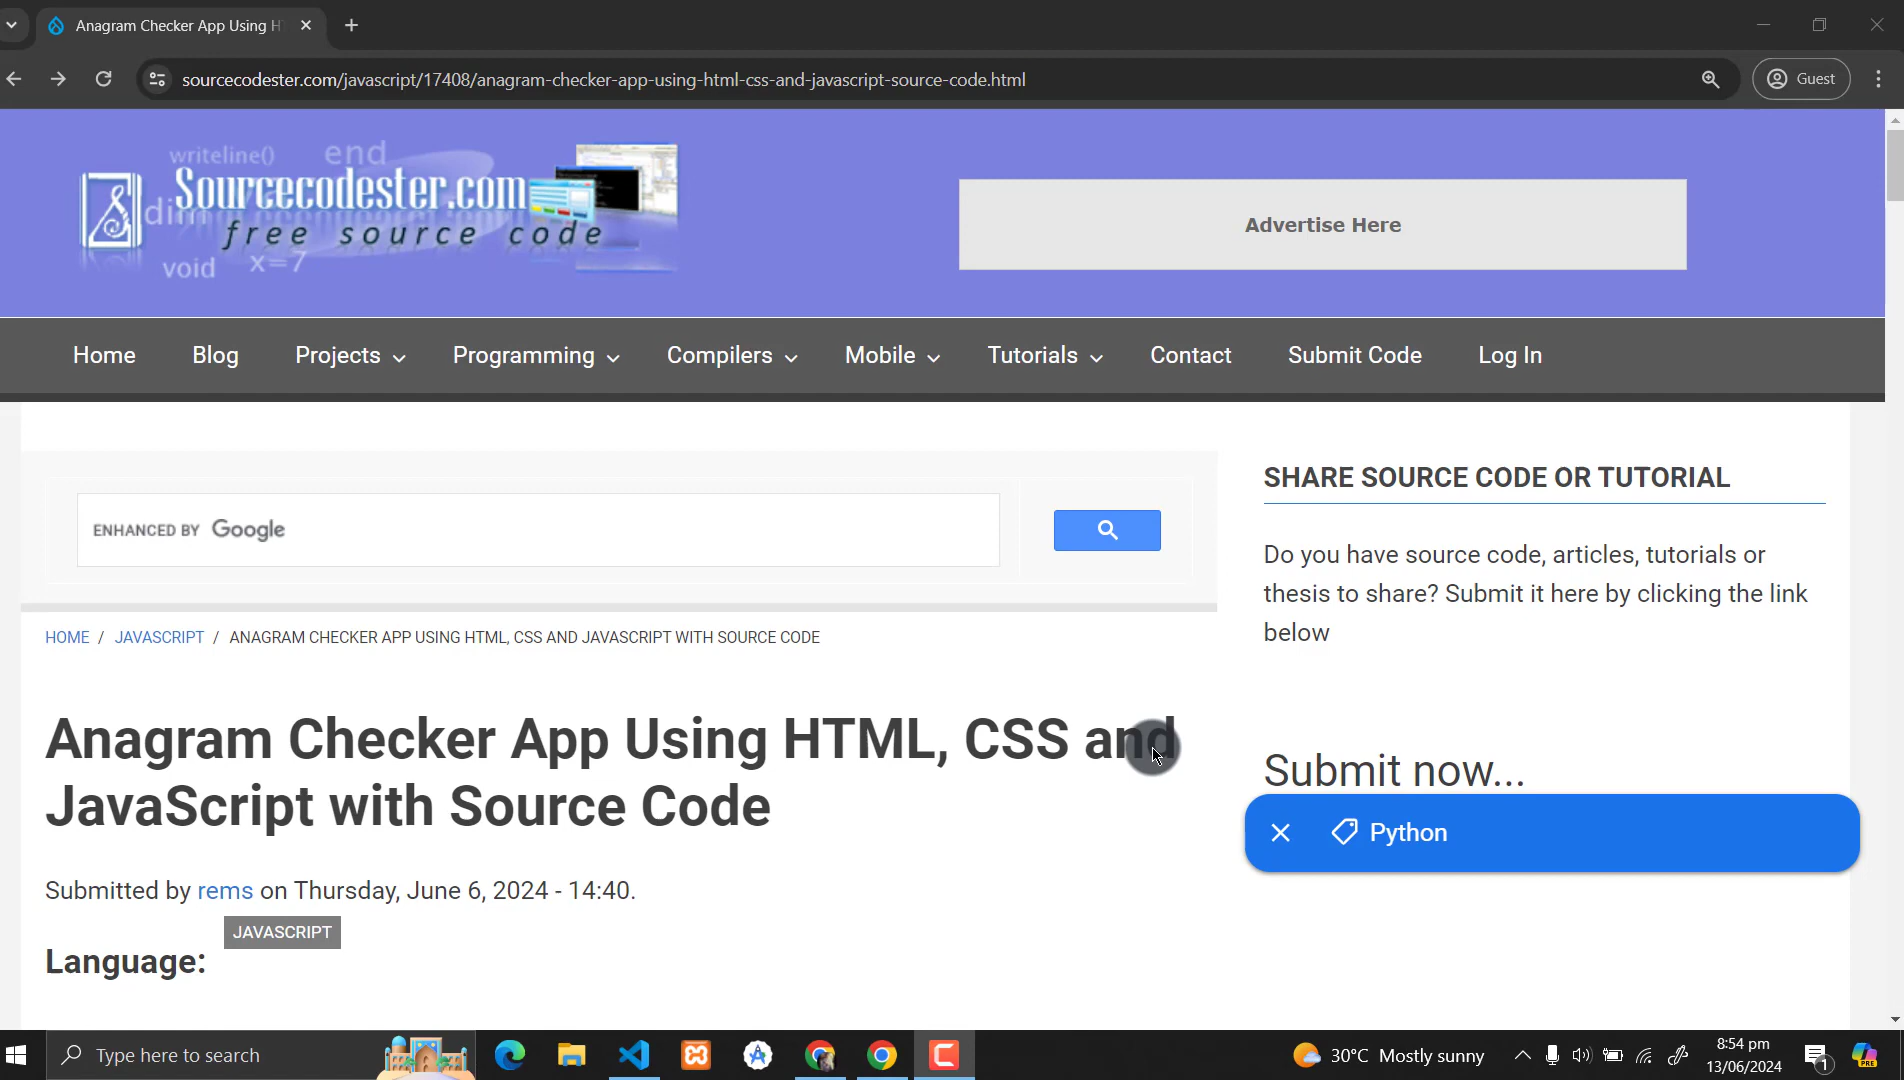 Anagram Checker App Using H
sourcecodester.com/javascript/17408/anagram-checker-app-using-html-css-and-javascript-source-code.html
Guest
writeline()
end
Sourcecodester.com
dim
free source code
void
x=7
Advertise Here
Home
Blog
Projects
Programming
Compilers
Mobile
Tutorials
Contact
Submit Code
Log In
ENHANCED BY Google
SHARE SOURCE CODE OR TUTORIAL
Do you have source code, articles, tutorials or
thesis to share? Submit it here by clicking the link
below
HOME / JAVASCRIPT / ANAGRAM CHECKER APP USING HTML, CSS AND JAVASCRIPT WITH SOURCE CODE
Anagram Checker App Using HTML, CSS and
JavaScript with Source Code
Submit now...
Python
Submitted by rems on Thursday, June 6, 2024 - 14:40.
JAVASCRIPT
Language:
Type here to search
30°C Mostly sunny
8:54 pm
13/06/2024
1
PRE